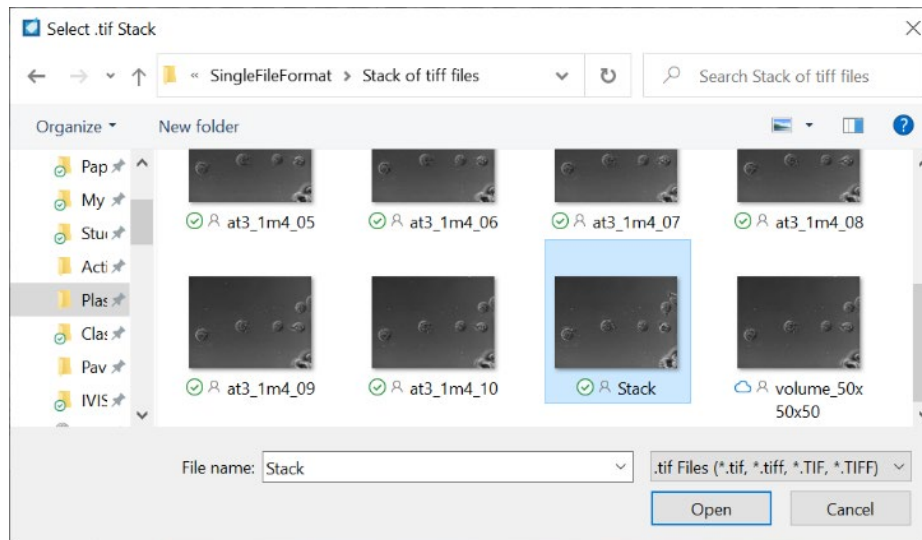 Select .tif Stack
« SingleFileFormat > Stack of tiff files
Search Stack of tiff files
Organize
New folder
Pap
My
Stu
Acti
Plas
Clas
Pav
IVIS
at3_1m4_05
at3_1m4_06
at3_1m4_07
at3_1m4_08
at3_1m4_09
at3_1m4_10
Stack
volume_50x
50x50
File name: Stack
.tif Files (*.tif, *.tiff, *.TIF, *.TIFF)
Open
Cancel